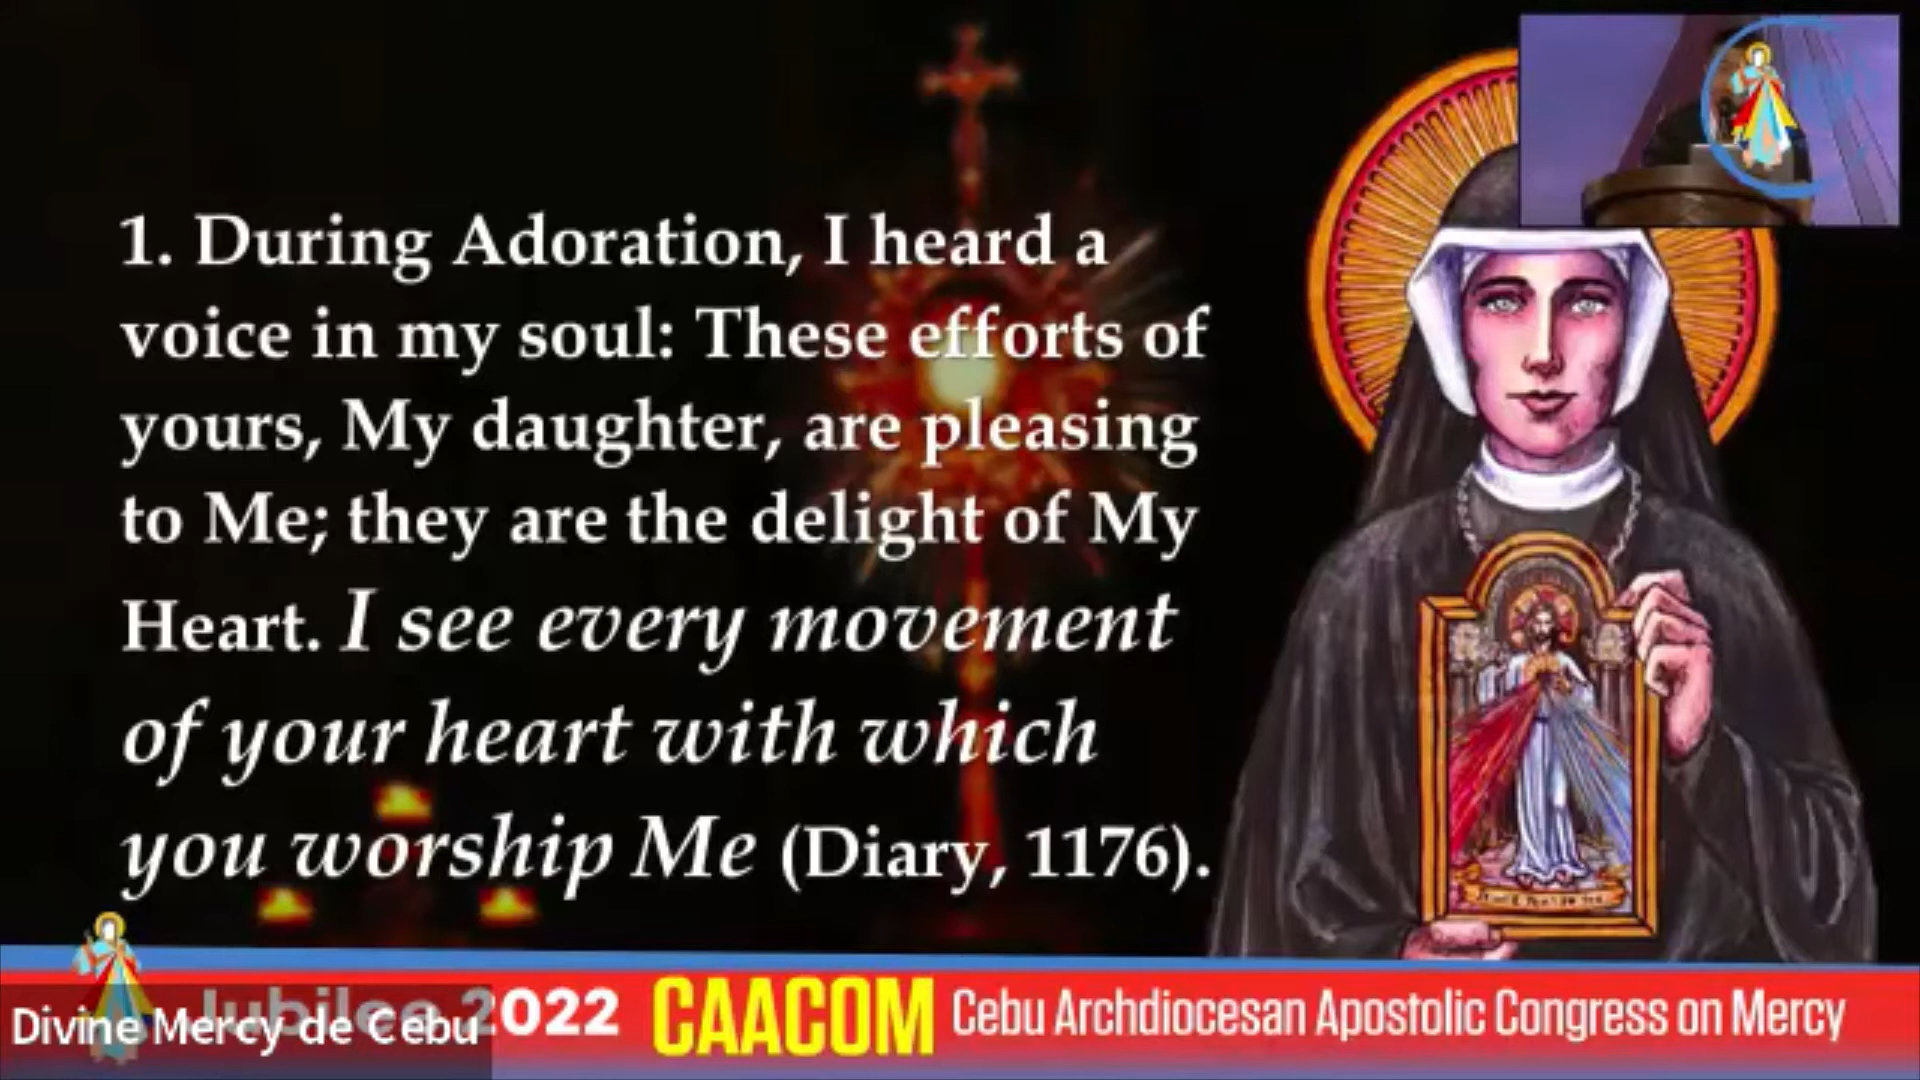 1. During Adoration, I heard a
voice in my soul: These efforts of
yours, My daughter, are pleasing
to Me; they are the delight of My
Heart. I see every movement
of your heart with which
you worship Me (Diary, 1176).
Jubilee 2022 CAACOM Cebu Archdiocesan Apostolic Congress on Mercy
Divine Mercy de Cebu